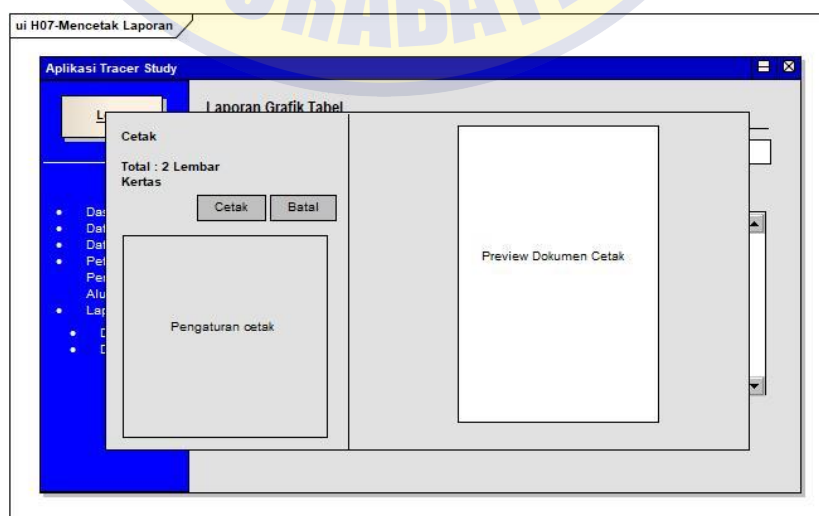 ui H07-Mencetak Laporan
Aplikasi Tracer Study
Laporan Grafik Tabel
Cetak
Total : 2 Lembar
Kertas
Cetak
Batal
Pengaturan cetak
Preview Dokumen Cetak